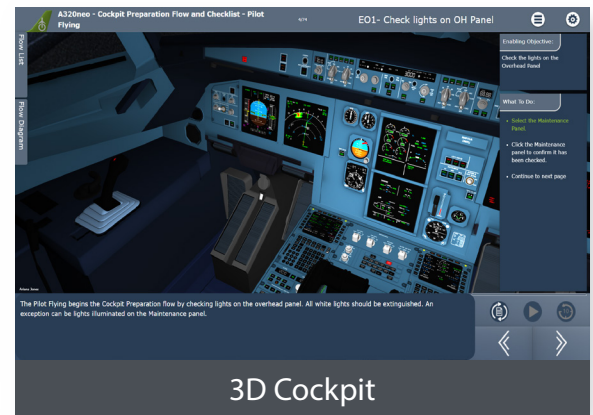 A320neo - Cockpit Preparation Flow and Checklist - Pilot
Flying
EO1- Check lights on OH Panel
Flow List
Flow Diagram
Enabling Objective:
Check the lights on the
Overhead Panel
What To Do:
• Select the Maintenance
Panel.
• Click the Maintenance
panel to confirm it has
been checked.
• Continue to next page
The Pilot Flying begins the Cockpit Preparation flow by checking lights on the overhead panel. All white lights should be extinguished. An
exception can be lights illuminated on the Maintenance panel.
3D Cockpit